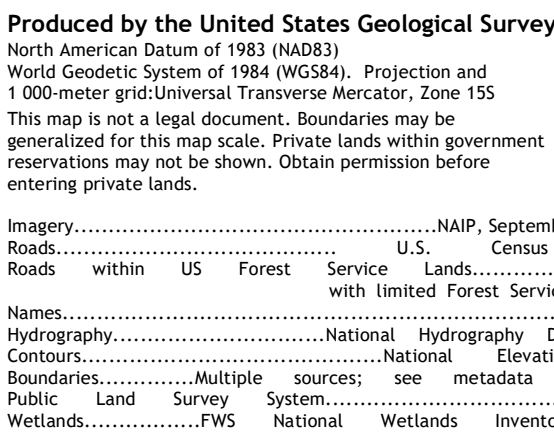 Produced by the United States Geological Survey
North American Datum of 1983 (NAD83)
World Geodetic System of 1984 (WGS84). Projection and
1 000-meter grid:Universal Transverse Mercator, Zone 15S
This map is not a legal document. Boundaries may be
generalized for this map scale. Private lands within government
reservations may not be shown. Obtain permission before
entering private lands.
Imagery..................................................NAIP,
Roads...................................... U.S. Census
Roads within US Forest Service Lands............
with limited Forest
Names....................................................................
Hydrography.............................National Hydrography
Contours.........................................National
Boundaries.............Multiple sources; see metadata
Public Land Survey System................................
Wetlands................FWS National Wetlands